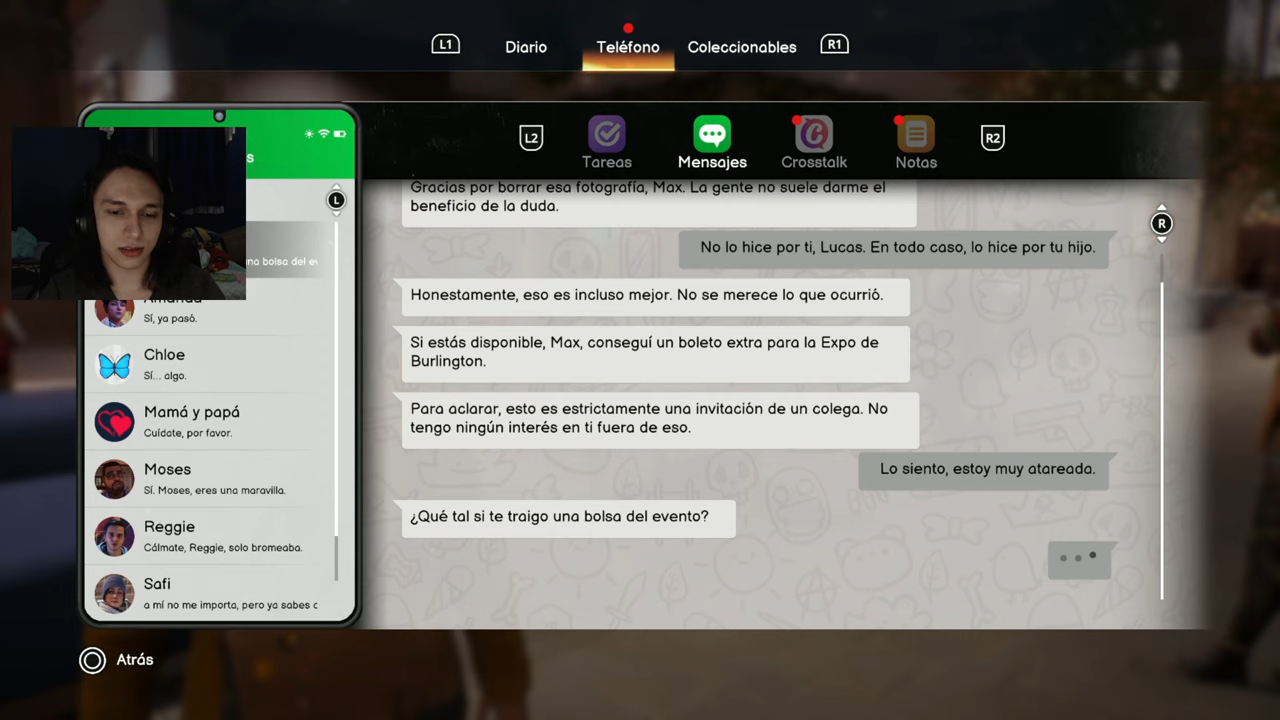 L1
Diario
Teléfono
Coleccionables
R1
L2
Tareas
Mensajes
Crosstalk
Notas
R2
L
R
Gracias por borrar esa fotografía, Max. La gente no suele darme el
beneficio de la duda.
No lo hice por ti, Lucas. En todo caso, lo hice por tu hijo.
Honestamente, eso es incluso mejor. No se merece lo que ocurrió.
Si estás disponible, Max, conseguí un boleto extra para la Expo de
Burlington.
Para aclarar, esto es estrictamente una invitación de un colega. No
tengo ningún interés en ti fuera de eso.
Lo siento, estoy muy atareada.
¿Qué tal si te traigo una bolsa del evento?
bolsa del
Sí, ya pasó.
Chloe
Sí... algo.
Mamá y papá
Cuídate, por favor.
Moses
Sí. Moses, eres una maravilla.
Reggie
Cálmate, Reggie, solo bromeaba.
Safi
a mí no me importa, pero ya sabes
Atrás